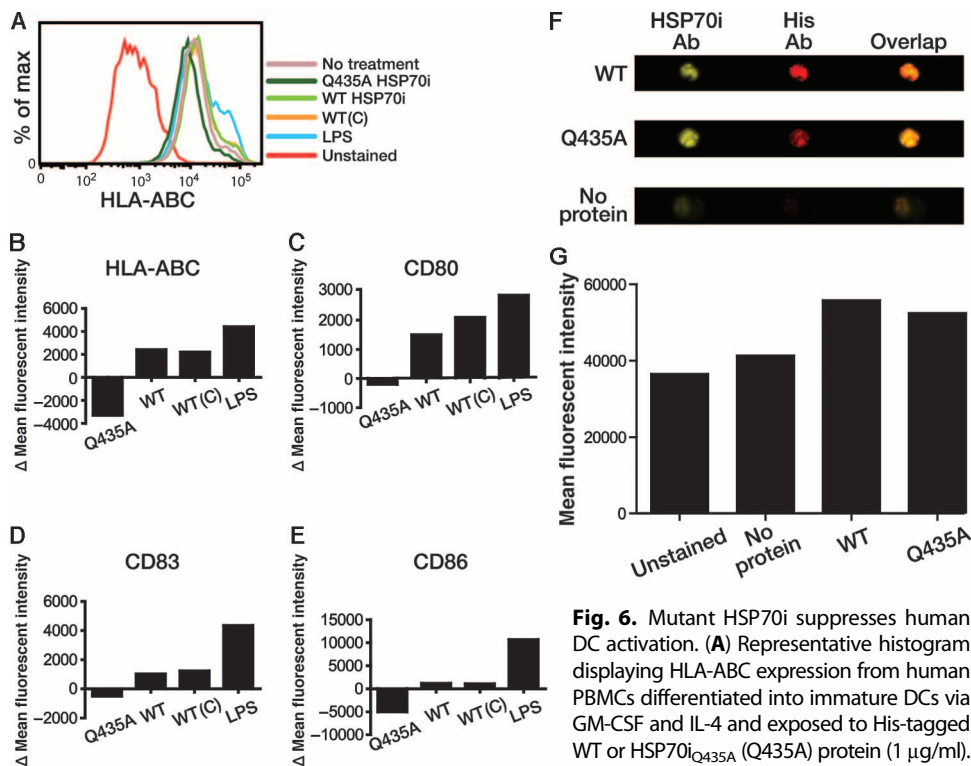 A
% of max
0
0 10² 10³ 10⁴ 10⁵
HLA-ABC
No treatment
Q435A HSP70i
WT HSP70i
WT(C)
LPS
Unstained
B
HLA-ABC
Δ Mean fluorescent intensity
6000
4000
2000
0
−2000
−4000
Q435A WT WT(C) LPS
C
CD80
Δ Mean fluorescent intensity
3000
2000
1000
0
−1000
Q435A WT WT(C) LPS
D
CD83
Δ Mean fluorescent intensity
6000
4000
2000
0
−2000
Q435A WT WT(C) LPS
E
CD86
Δ Mean fluorescent intensity
15000
10000
5000
0
−5000
−10000
Q435A WT WT(C) LPS
F
HSP70i
Ab
His
Ab
Overlap
WT
Q435A
No
protein
G
Mean fluorescent intensity
60000
40000
20000
0
Unstained
No
protein
WT
Q435A
Fig. 6. Mutant HSP70i suppresses human
DC activation. (A) Representative histogram
displaying HLA-ABC expression from human
PBMCs differentiated into immature DCs via
GM-CSF and IL-4 and exposed to His-tagged
WT or HSP70iQ435A (Q435A) protein (1 μg/ml).